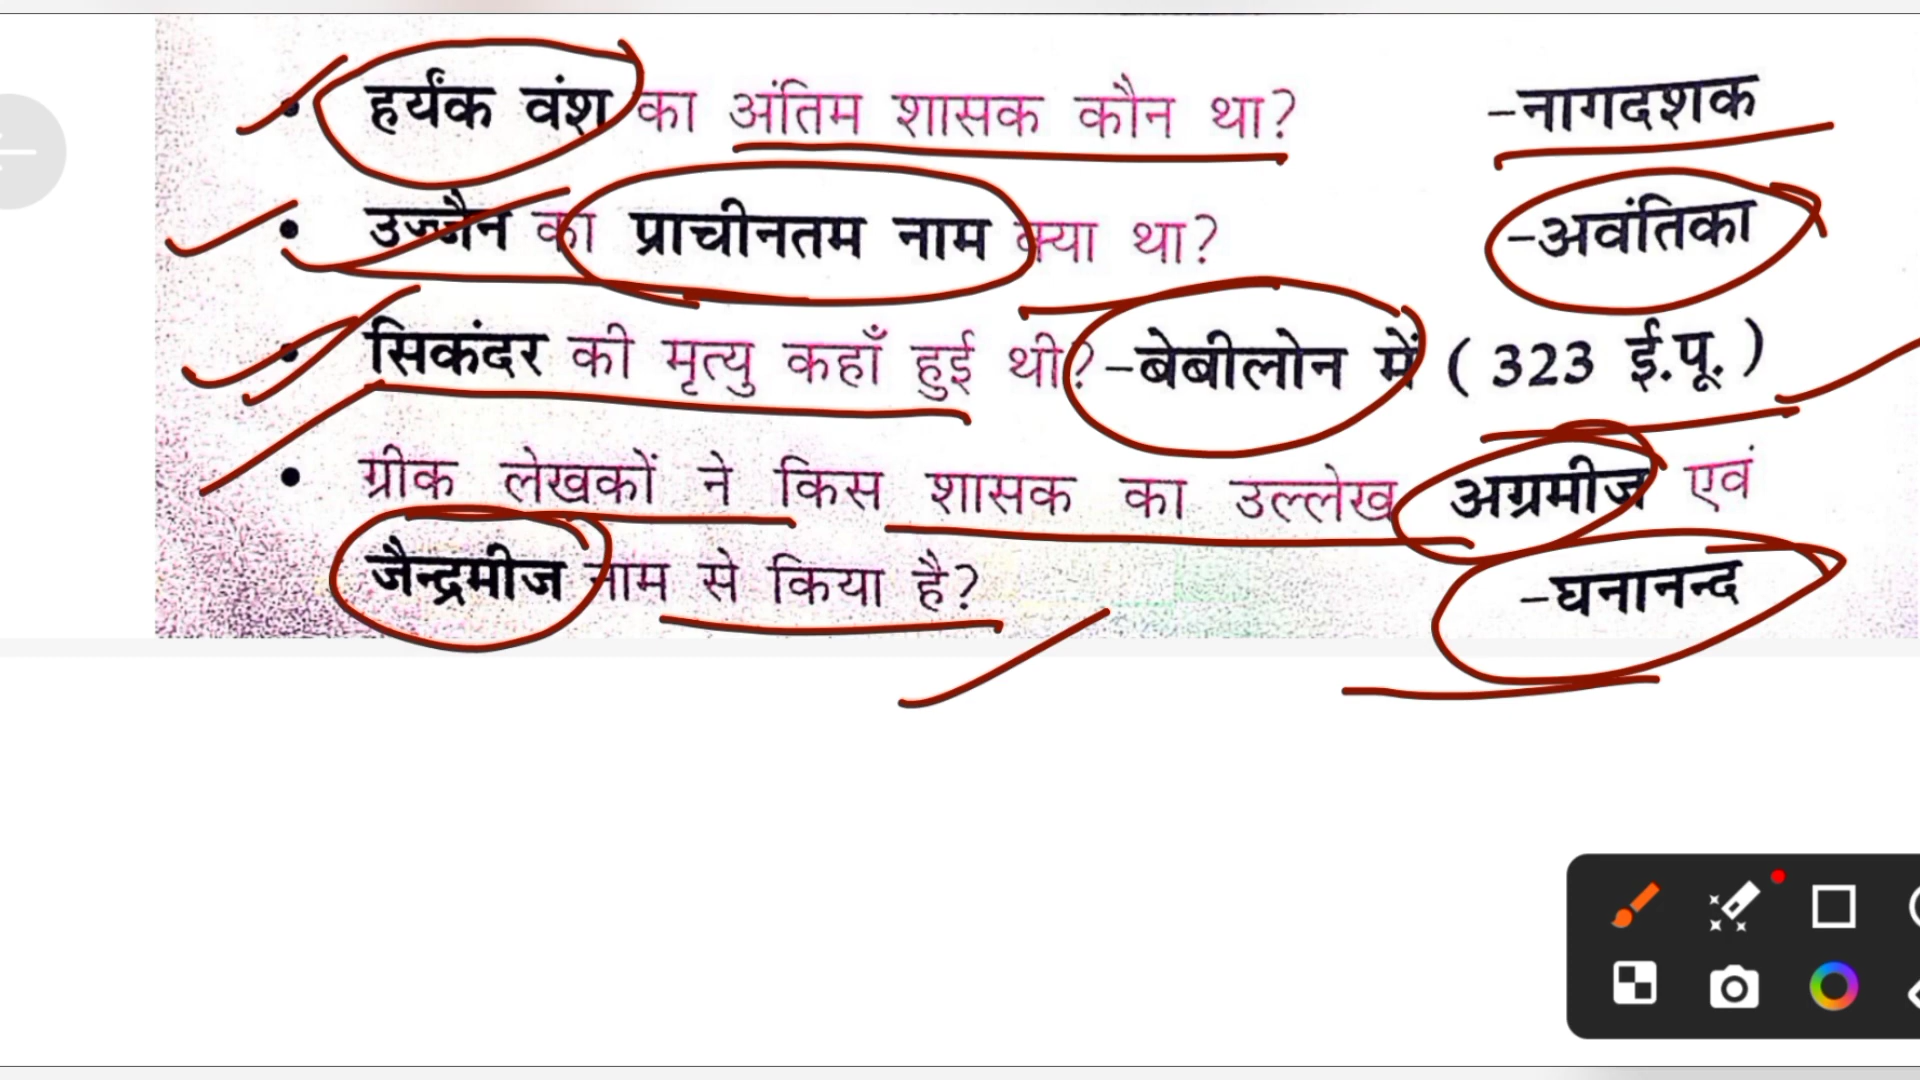 • हर्यंक वंश का अंतिम शासक कौन था? –नागदशक
• उज्जैन का प्राचीनतम नाम क्या था? –अवंतिका
• सिकंदर की मृत्यु कहाँ हुई थी? –बेबीलोन में ( 323 ई.पू. )
• ग्रीक लेखकों ने किस शासक का उल्लेख अग्रमीज एवं
जैन्द्रमीज नाम से किया है? –घनानन्द